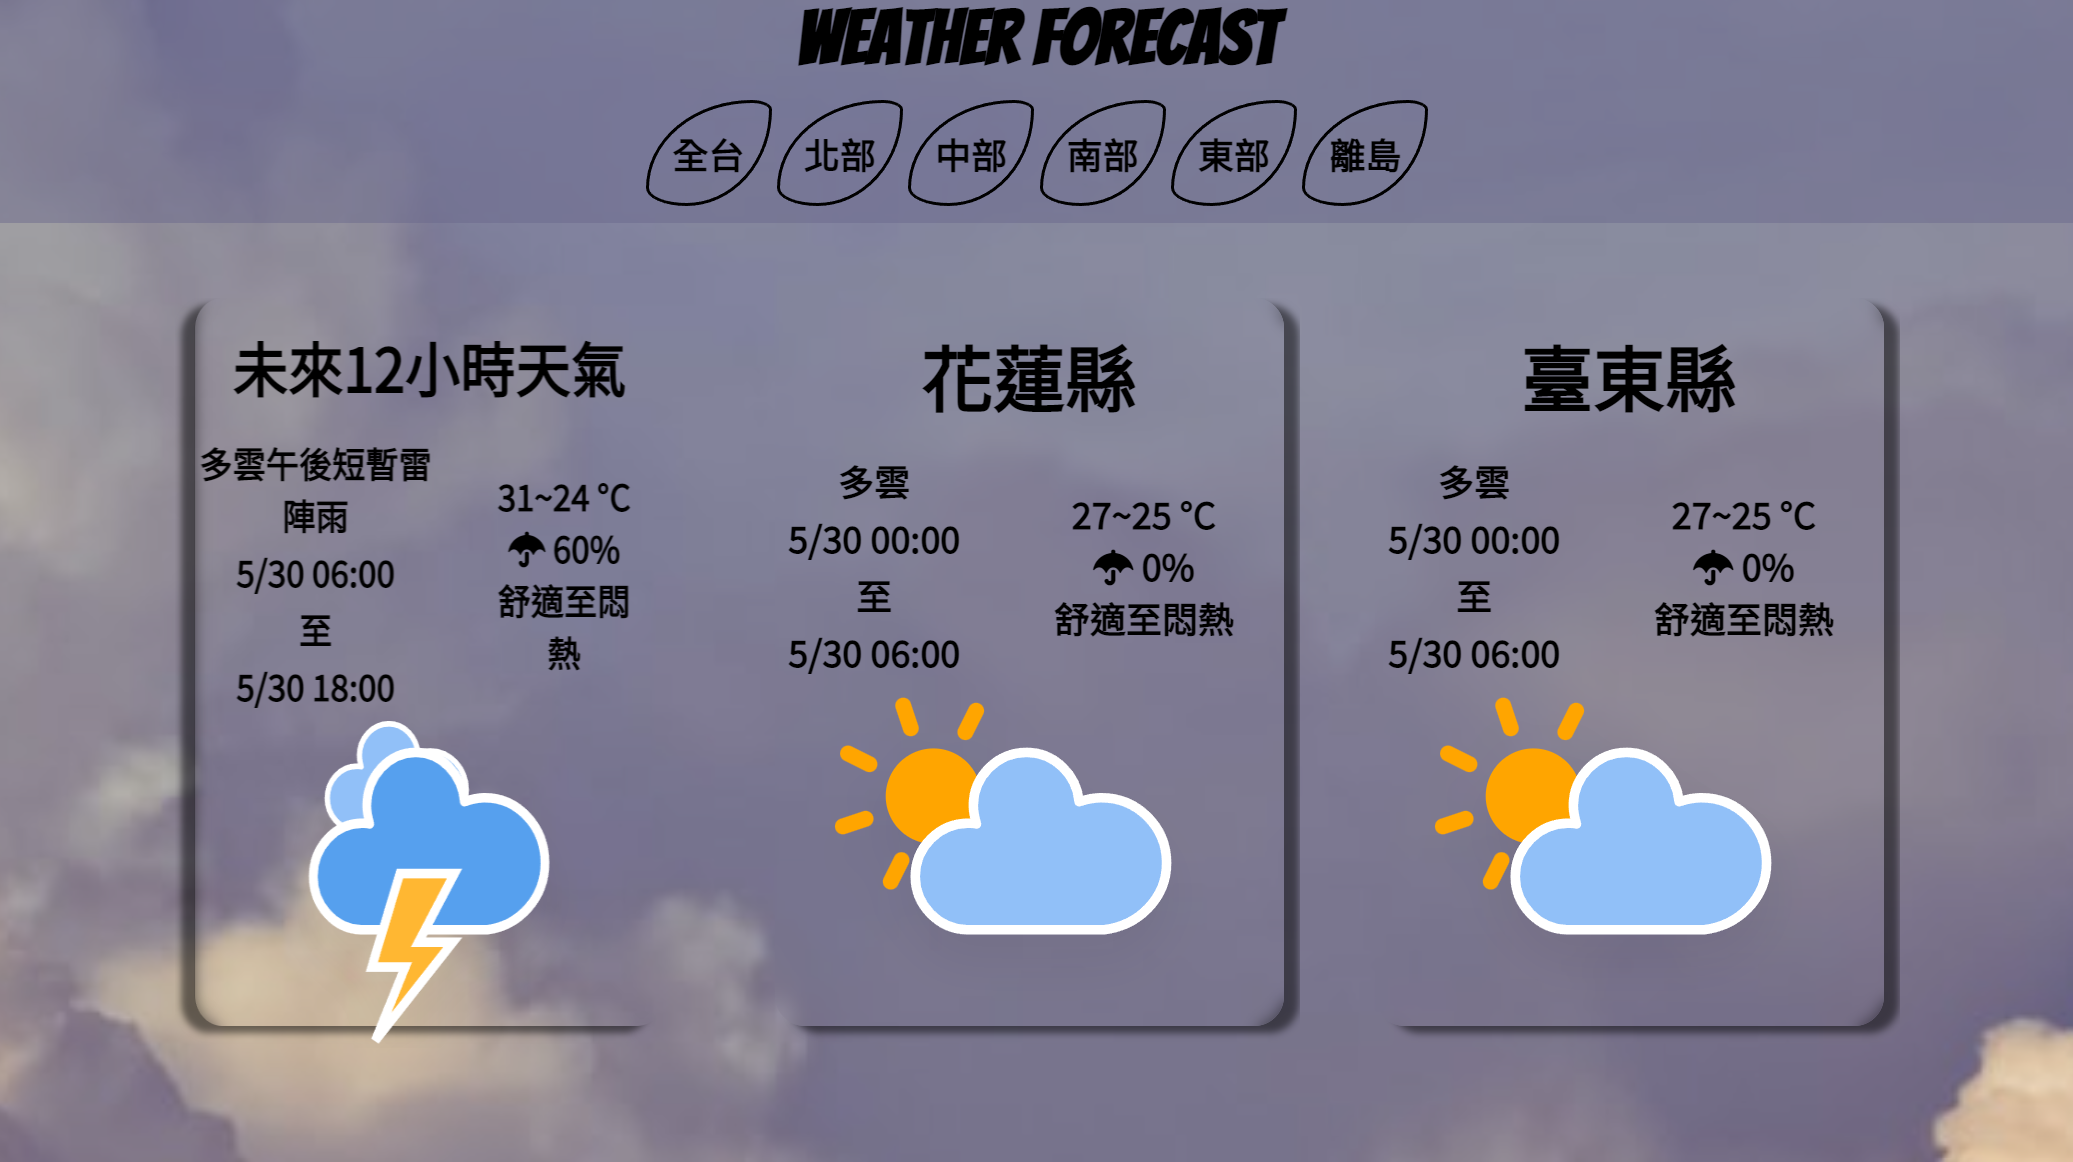 WEATHER FORECAST
全台 北部 中部 南部 東部 離島
未來12小時天氣
多雲午後短暫雷
陣雨
5/30 06:00
至
5/30 18:00
31~24 °C
60%
舒適至悶
熱
花蓮縣
多雲
5/30 00:00
至
5/30 06:00
27~25 °C
0%
舒適至悶熱
臺東縣
多雲
5/30 00:00
至
5/30 06:00
27~25 °C
0%
舒適至悶熱